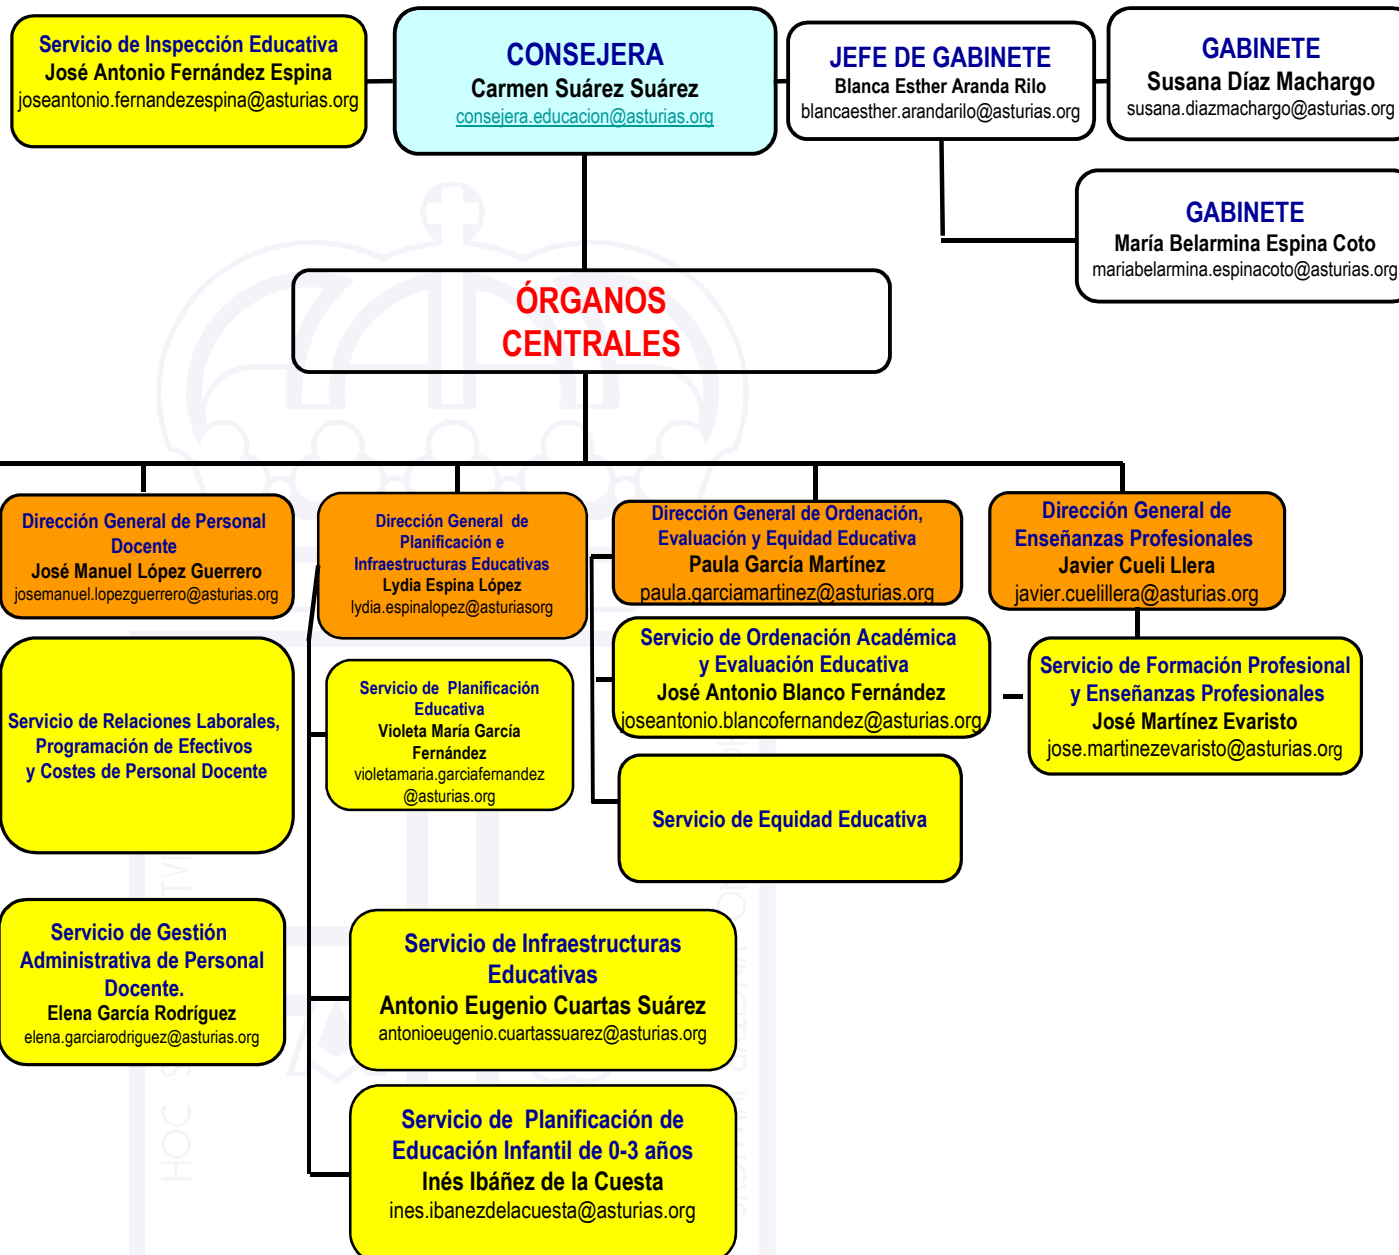 Servicio de Inspección Educativa
José Antonio Fernández Espina
joseantonio.fernandezespina@asturias.org
CONSEJERA
Carmen Suárez Suárez
consejera.educacion@asturias.org
JEFE DE GABINETE
Blanca Esther Aranda Rilo
blancaesther.arandarilo@asturias.org
GABINETE
Susana Díaz Machargo
susana.diazmachargo@asturias.org
GABINETE
María Belarmina Espina Coto
mariabelarmina.espinacoto@asturias.org
ÓRGANOS
CENTRALES
Dirección General de Personal
Docente
José Manuel López Guerrero
josemanuel.lopezguerrero@asturias.org
Dirección General de
Planificación e
Infraestructuras Educativas
Lydia Espina López
lydia.espinalopez@asturiasorg
Dirección General de Ordenación,
Evaluación y Equidad Educativa
Paula García Martínez
paula.garciamartinez@asturias.org
Dirección General de
Enseñanzas Profesionales
Javier Cueli Llera
javier.cuelillera@asturias.org
Servicio de Relaciones Laborales,
Programación de Efectivos
y Costes de Personal Docente
Servicio de Planificación
Educativa
Violeta María García
Fernández
violetamaria.garciafernandez
@asturias.org
Servicio de Ordenación Académica
y Evaluación Educativa
José Antonio Blanco Fernández
joseantonio.blancofernandez@asturias.org
Servicio de Formación Profesional
y Enseñanzas Profesionales
José Martínez Evaristo
jose.martinezevaristo@asturias.org
Servicio de Equidad Educativa
Servicio de Gestión
Administrativa de Personal
Docente.
Elena García Rodríguez
elena.garciarodriguez@asturias.org
Servicio de Infraestructuras
Educativas
Antonio Eugenio Cuartas Suárez
antonioeugenio.cuartassuarez@asturias.org
Servicio de Planificación de
Educación Infantil de 0-3 años
Inés Ibáñez de la Cuesta
ines.ibanezdelacuesta@asturias.org
HOC S